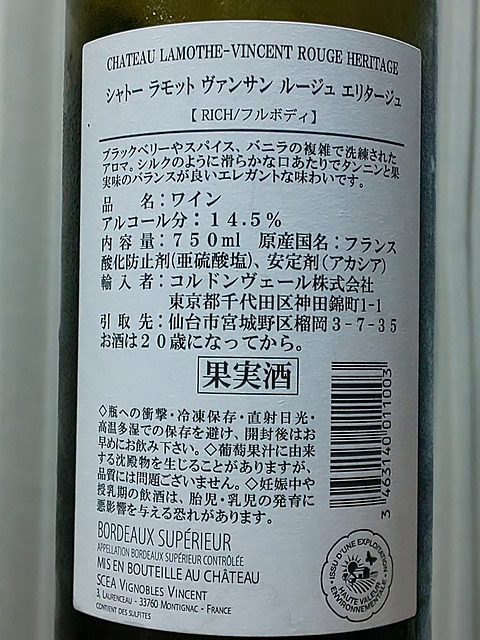 CHATEAU LAMOTHE-VINCENT ROUGE HERITAGE
シャトー ラモット ヴァンサン ルージュ エリタージュ
【 RICH/フルボディ】
ブラックベリーやスパイス、バニラの複雑で洗練された
アロマ。シルクのように滑らかな口あたりでタンニンと果
実味のバランスが良いエレガントな味わいです。
品 名：ワイン
アルコール分：14.5%
内 容 量：750ml 原産国名：フランス
酸化防止剤(亜硫酸塩)、安定剤(アカシア)
輸 入 者：コルドンヴェール株式会社
東京都千代田区神田錦町1-1
引 取 先：仙台市宮城野区榴岡3-7-35
お酒は20歳になってから。
果実酒
◇瓶への衝撃・冷凍保存・直射日光・
高温多湿での保存を避け、開封後はお
早めにお飲み下さい。◇葡萄果汁に由来
する沈殿物を生じることがありますが、
品質には問題ございません。◇妊娠中や
授乳期の飲酒は、胎児・乳児の発育に
悪影響を与える恐れがあります。
3 463140 011003
BORDEAUX SUPÉRIEUR
APPELLATION BORDEAUX SUPÉRIEUR CONTRÔLÉE
MIS EN BOUTEILLE AU CHÂTEAU
SCEA VIGNOBLES VINCENT
3, LAURENCEAU - 33760 MONTIGNAC - FRANCE
CONTIENT DES SULFITES
ISSU D'UNE EXPLOITATION
HAUTE VALEUR
ENVIRONNEMENTALE